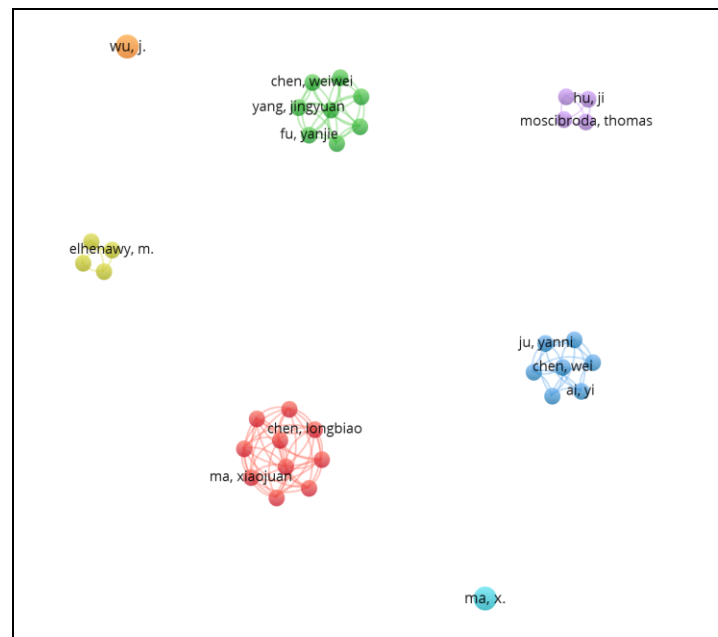 wu, j.
chen, weiwei
yang, jingyuan
fu, yanjie
hu, ji
moscibroda, thomas
elhenawy, m.
ju, yanni
chen, wei
ai, yi
chen, longbiao
ma, xiaojuan
ma, x.